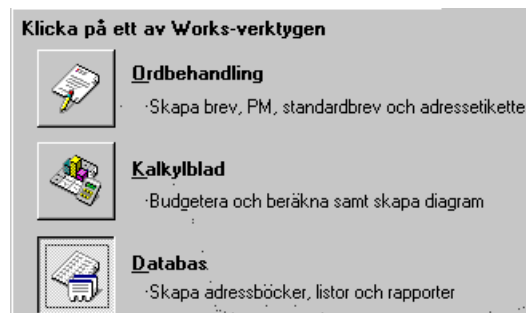 Klicka på ett av Works-verktygen
Ordbehandling
·Skapa brev, PM, standardbrev och adressetikette
Kalkylblad
·Budgetera och beräkna samt skapa diagram
Databas
·Skapa adressböcker, listor och rapporter